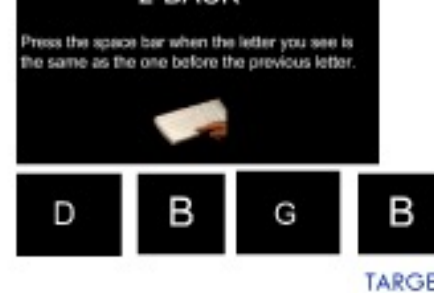 Press the space bar when the letter you see is
the same as the one before the previous letter.
D B G B